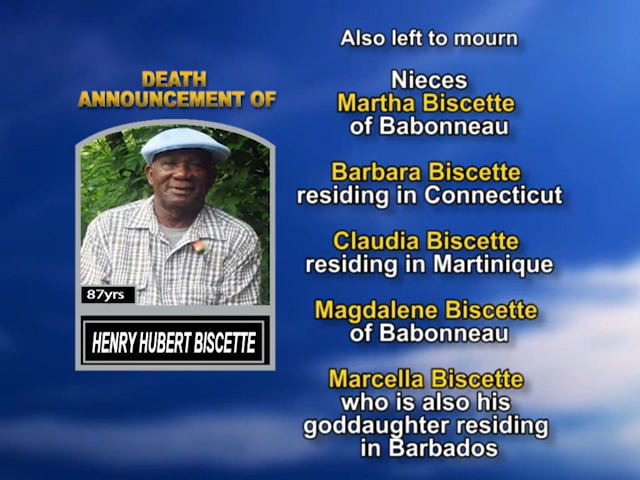 DEATH
ANNOUNCEMENT OF
87yrs
HENRY HUBERT BISCETTE
Also left to mourn
Nieces
Martha Biscette
of Babonneau
Barbara Biscette
residing in Connecticut
Claudia Biscette
residing in Martinique
Magdalene Biscette
of Babonneau
Marcella Biscette
who is also his
goddaughter residing
in Barbados